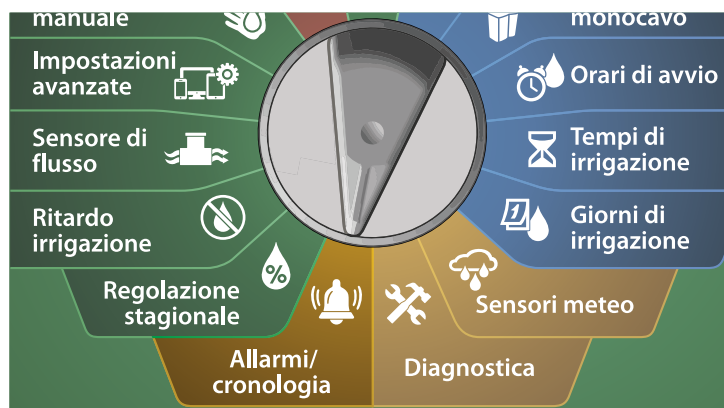 manuale
monocavo
Impostazioni
avanzate
Orari di avvio
Sensore di
flusso
Tempi di
irrigazione
Ritardo
irrigazione
1
Giorni di
irrigazione
%
Regolazione
stagionale
Sensori meteo
Allarmi/
cronologia
Diagnostica